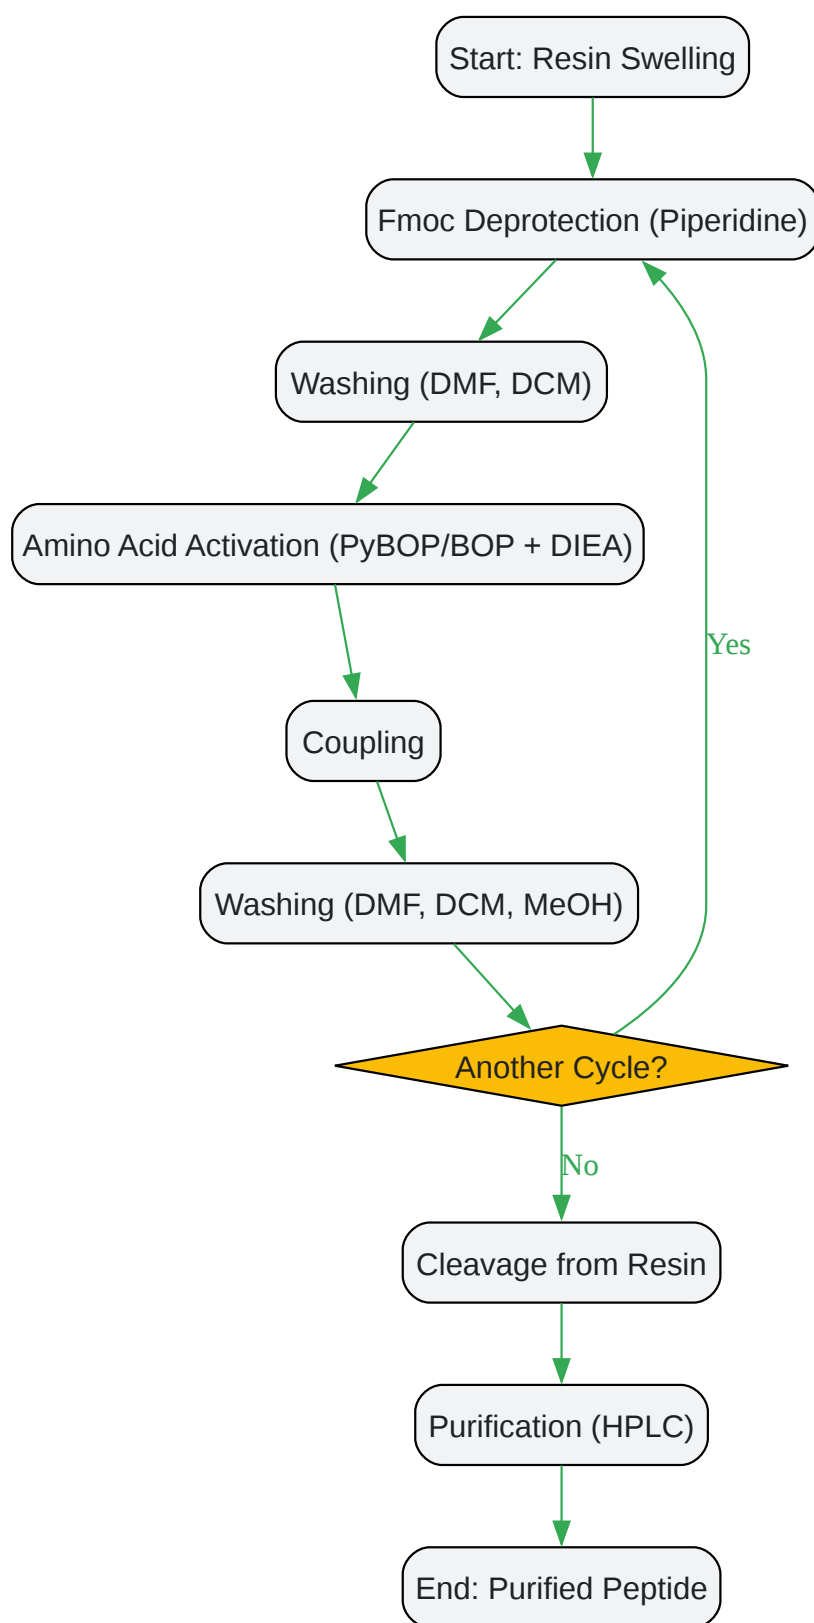 Start: Resin Swelling
Fmoc Deprotection (Piperidine)
Washing (DMF, DCM)
Amino Acid Activation (PyBOP/BOP + DIEA)
Yes
Coupling
Washing (DMF, DCM, MeOH)
Another Cycle?
No
Cleavage from Resin
Purification (HPLC)
End: Purified Peptide